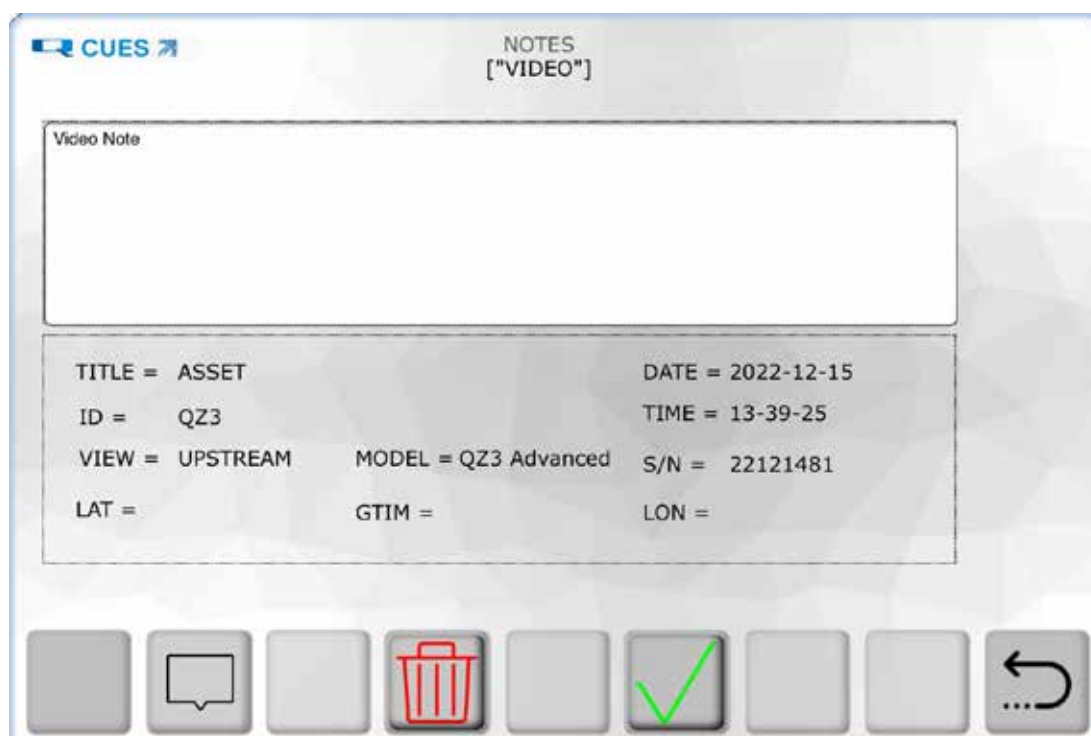 CUES
NOTES
["VIDEO"]
Video Note
TITLE = ASSET
DATE = 2022-12-15
ID = QZ3
TIME = 13-39-25
VIEW = UPSTREAM
MODEL = QZ3 Advanced
S/N = 22121481
LAT =
GTIM =
LON =